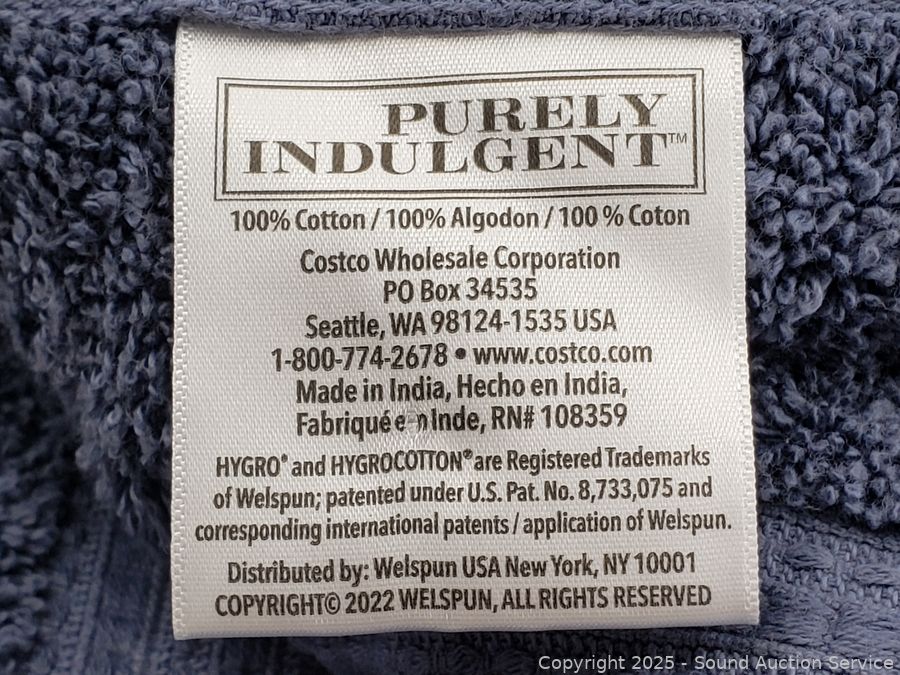 PURELY
INDULGENT™
100% Cotton / 100% Algodon / 100 % Coton
Costco Wholesale Corporation
PO Box 34535
Seattle, WA 98124-1535 USA
1-800-774-2678 • www.costco.com
Made in India, Hecho en India,
Fabriqué en Inde, RN# 108359
HYGRO® and HYGROCOTTON® are Registered Trademarks
of Welspun; patented under U.S. Pat. No. 8,733,075 and
corresponding international patents / application of Welspun.
Distributed by: Welspun USA New York, NY 10001
COPYRIGHT© 2022 WELSPUN, ALL RIGHTS RESERVED
Copyright 2025 - Sound Auction Service